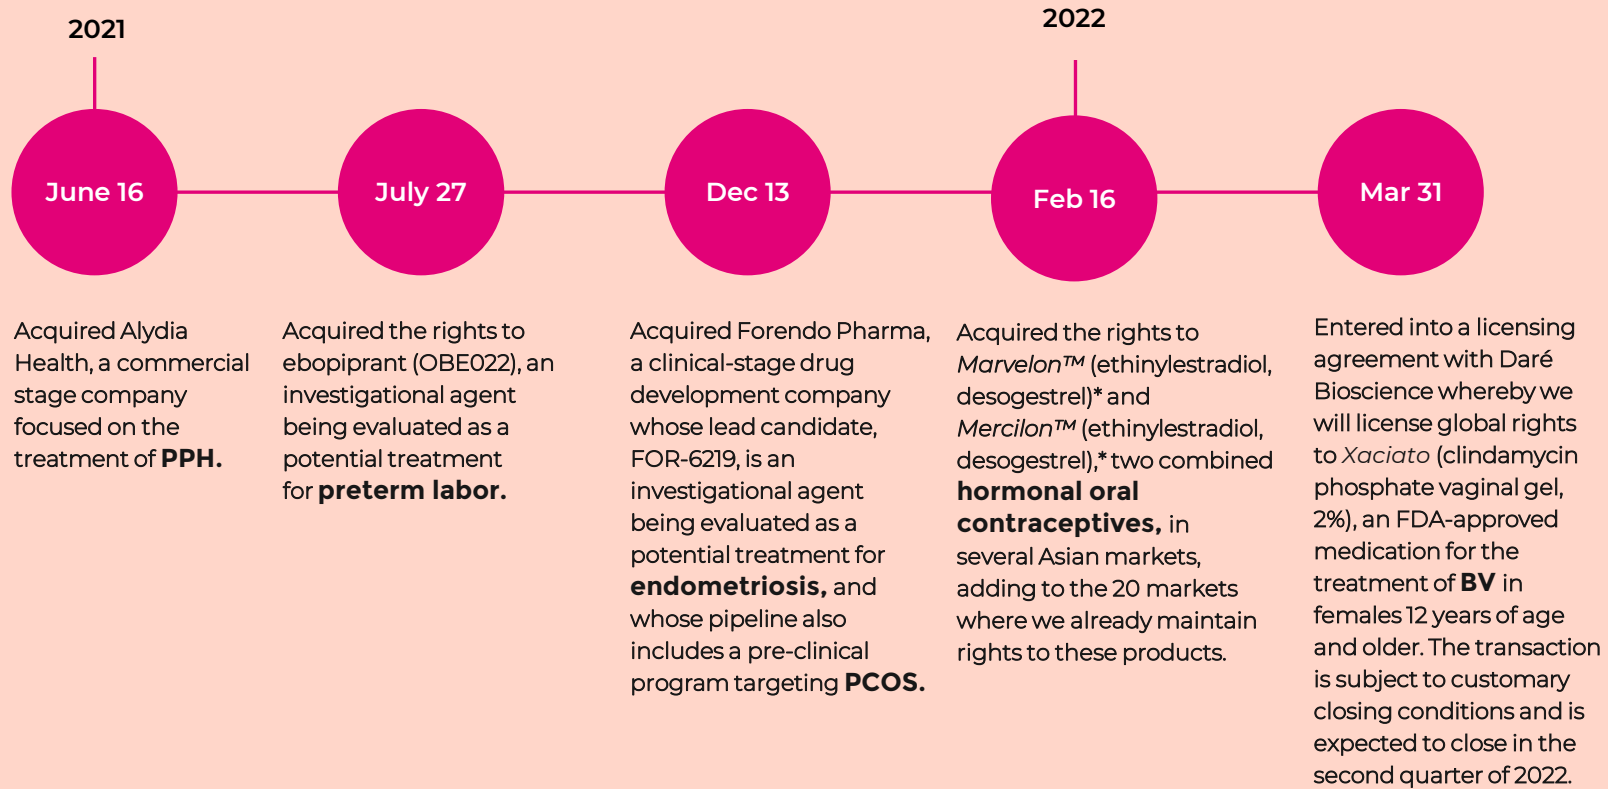 2021
June 16
Acquired Alydia
Health, a commercial
stage company
focused on the
treatment of PPH.
July 27
Acquired the rights to
ebopiprant (OBE022), an
investigational agent
being evaluated as a
potential treatment
for preterm labor.
Dec 13
Acquired Forendo Pharma,
a clinical-stage drug
development company
whose lead candidate,
FOR-6219, is an
investigational agent
being evaluated as a
potential treatment for
endometriosis, and
whose pipeline also
includes a pre-clinical
program targeting PCOS.
2022
Feb 16
Acquired the rights to
Marvelon™ (ethinylestradiol,
desogestrel)* and
Mercilon™ (ethinylestradiol,
desogestrel),* two combined
hormonal oral
contraceptives, in
several Asian markets,
adding to the 20 markets
where we already maintain
rights to these products.
Mar 31
Entered into a licensing
agreement with Daré
Bioscience whereby we
will license global rights
to Xaciato (clindamycin
phosphate vaginal gel,
2%), an FDA-approved
medication for the
treatment of BV in
females 12 years of age
and older. The transaction
is subject to customary
closing conditions and is
expected to close in the
second quarter of 2022.